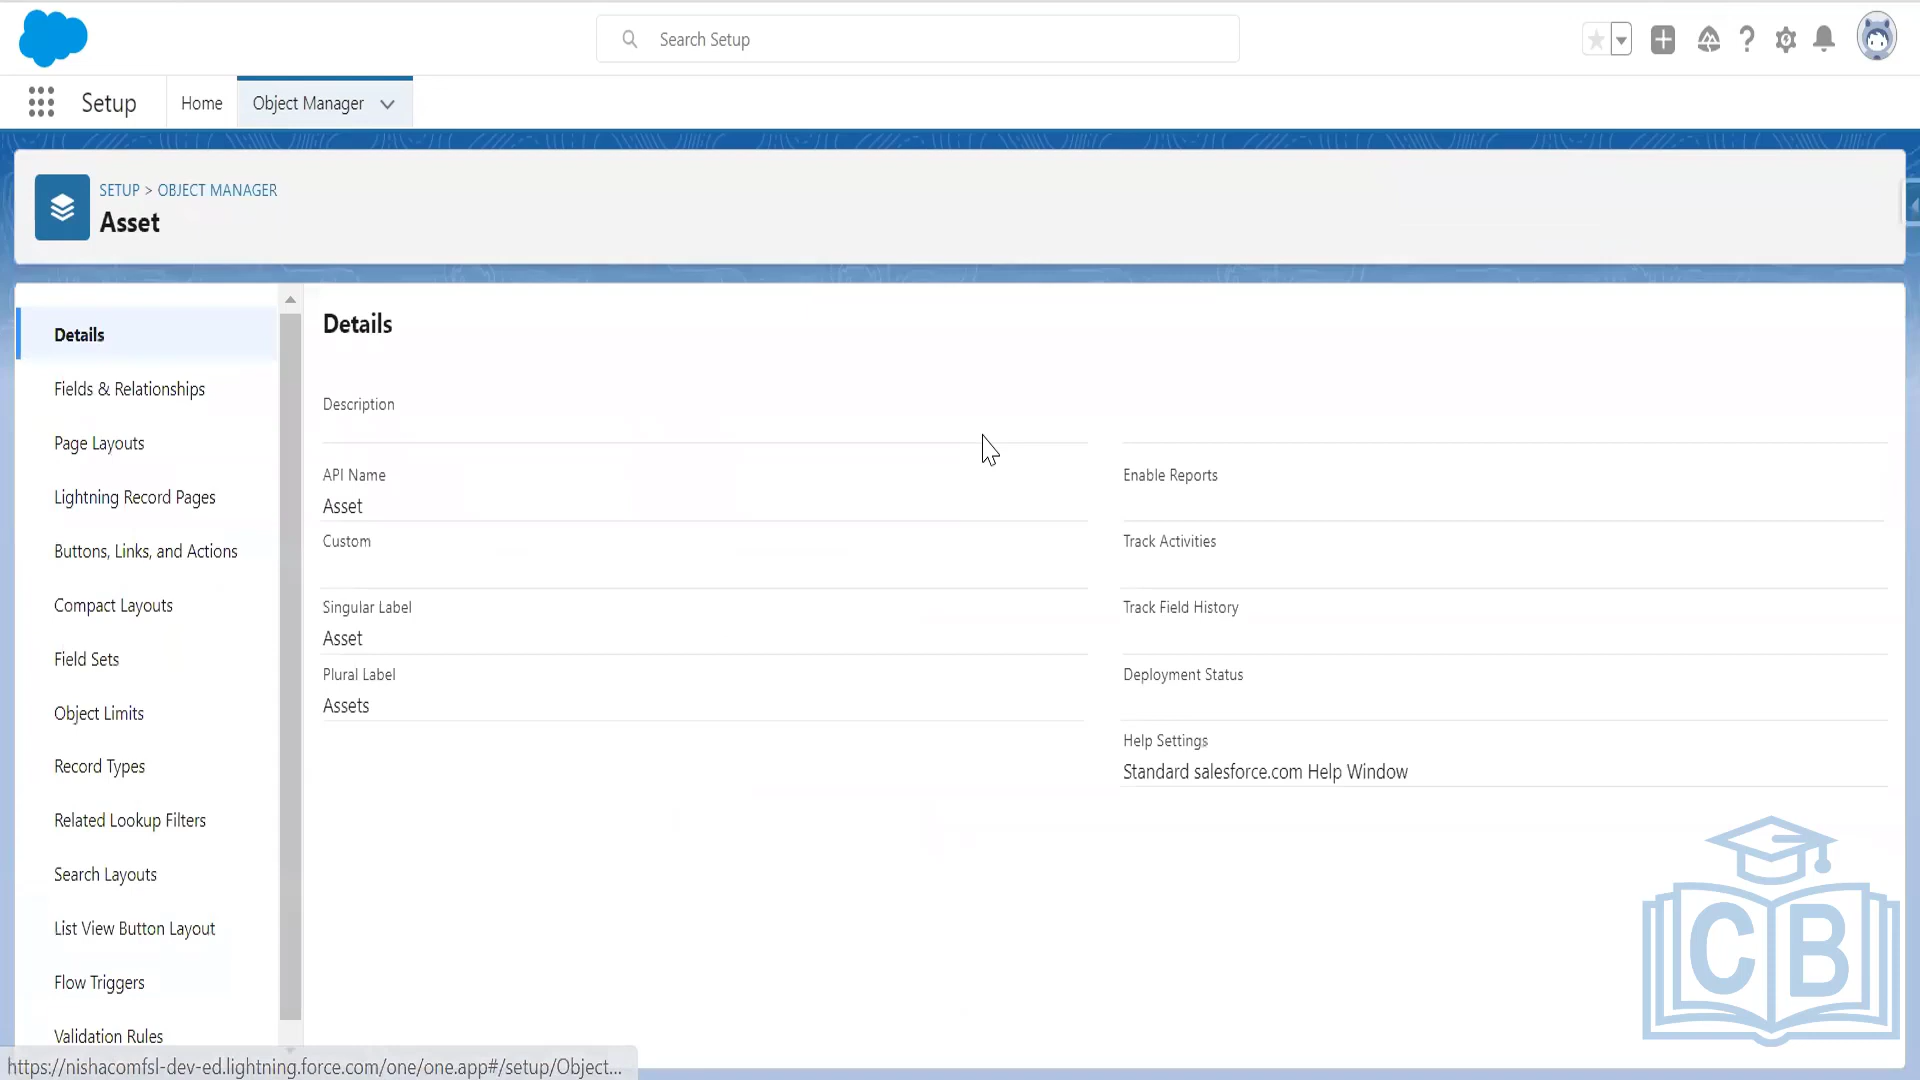 Search Setup
Setup
Home
Object Manager
SETUP > OBJECT MANAGER
Asset
Details
Fields & Relationships
Page Layouts
Lightning Record Pages
Buttons, Links, and Actions
Compact Layouts
Field Sets
Object Limits
Record Types
Related Lookup Filters
Search Layouts
List View Button Layout
Flow Triggers
Validation Rules
Details
Description
API Name
Asset
Custom
Singular Label
Asset
Plural Label
Assets
Enable Reports
Track Activities
Track Field History
Deployment Status
Help Settings
Standard salesforce.com Help Window
CB
https://nishacomfsl-dev-ed.lightning.force.com/one/one.app#/setup/Object...